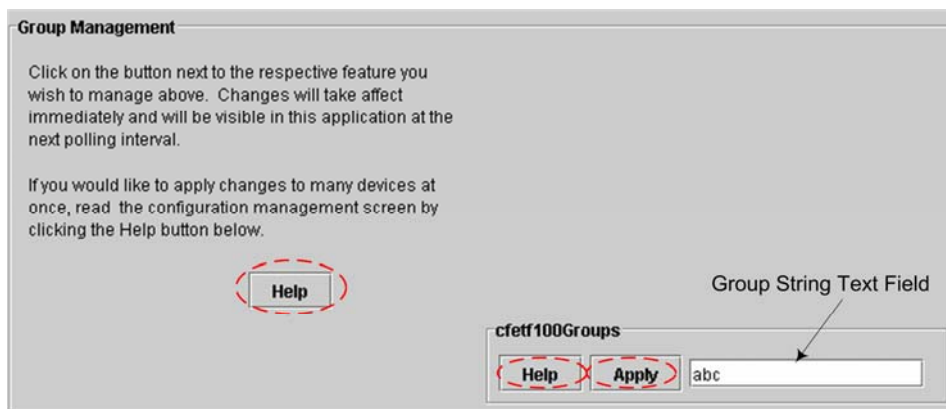 Group Management
Click on the button next to the respective feature you
wish to manage above.  Changes will take affect
immediately and will be visible in this application at the
next polling interval.
If you would like to apply changes to many devices at
once, read  the configuration management screen by
clicking the Help button below.
Help
Group String Text Field
cfetf100Groups
Help Apply abc